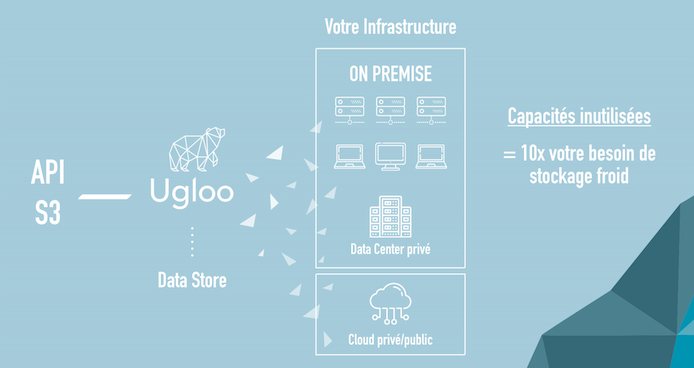 Votre Infrastructure
ON PREMISE
API
S3
Ugloo
Data Store
Data Center privé
Cloud privé/public
Capacités inutilisées
= 10x votre besoin de
stockage froid